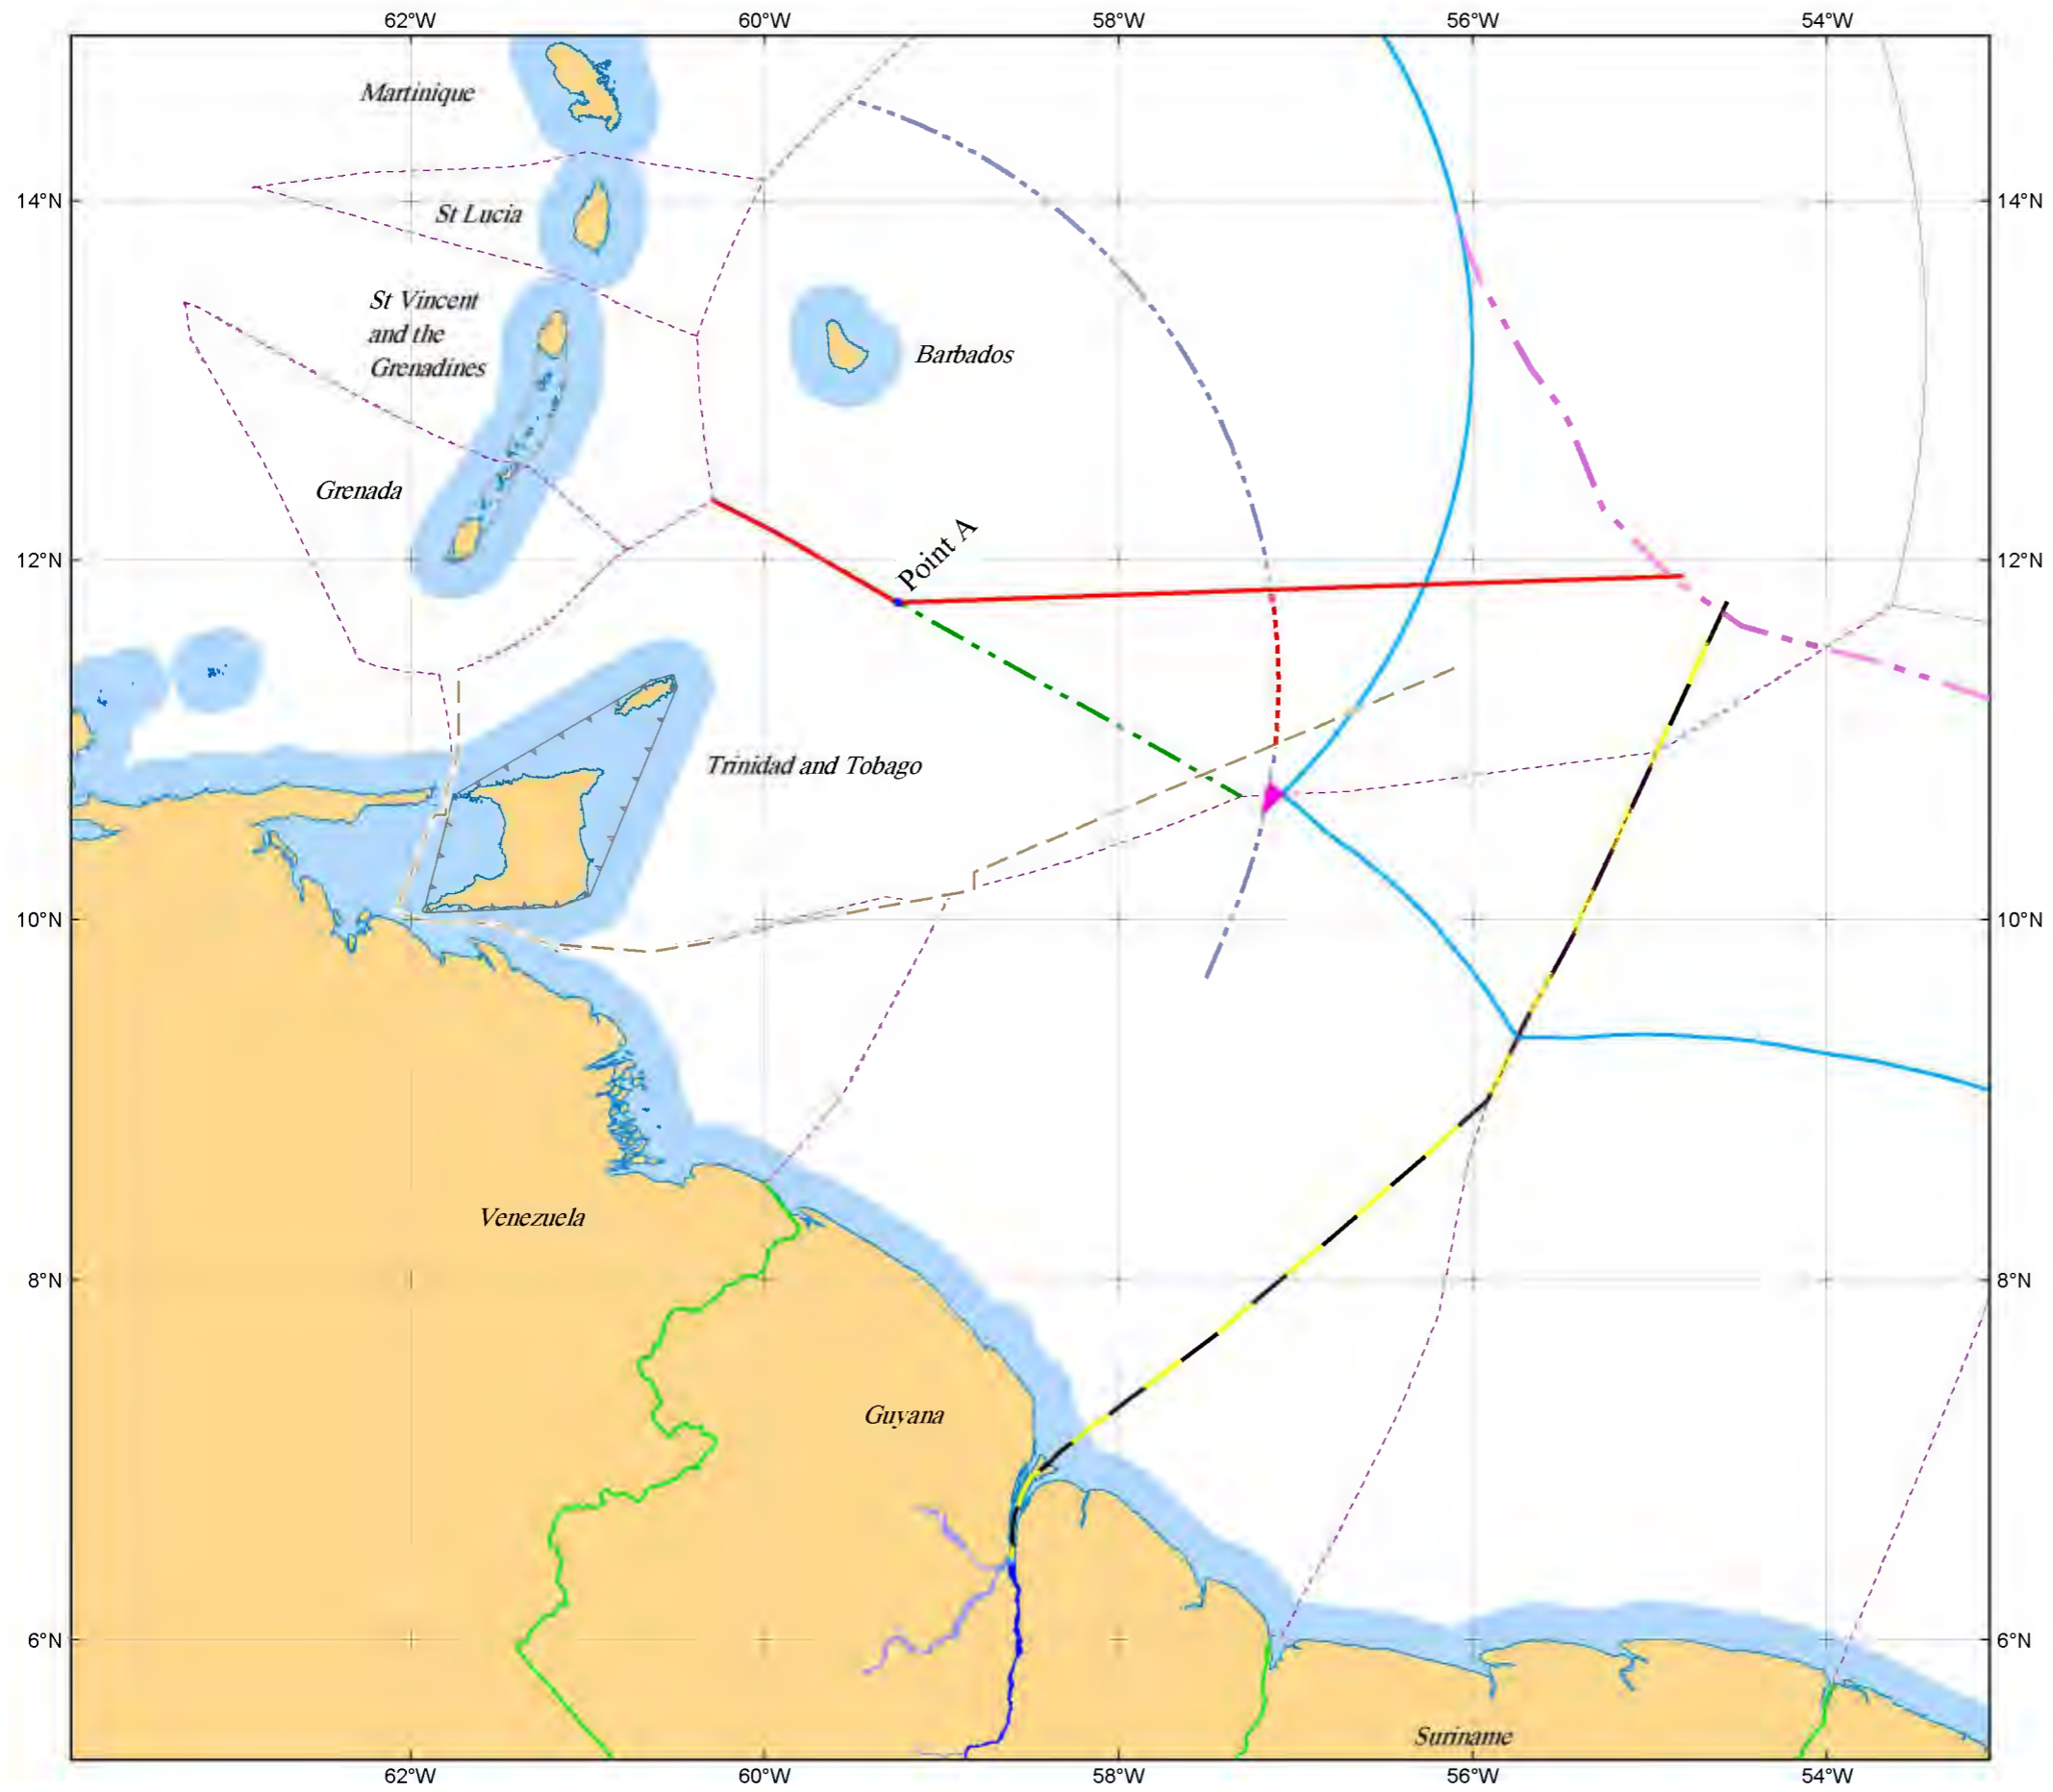 62°W
60°W
58°W
56°W
54°W
Martinique
14°N
14°N
St Lucia
St Vincent
and the
Grenadines
Barbados
Grenada
Point A
12°N
12°N
Trinidad and Tobago
10°N
10°N
Venezuela
8°N
8°N
Guyana
6°N
6°N
Suriname
62°W
60°W
58°W
56°W
54°W